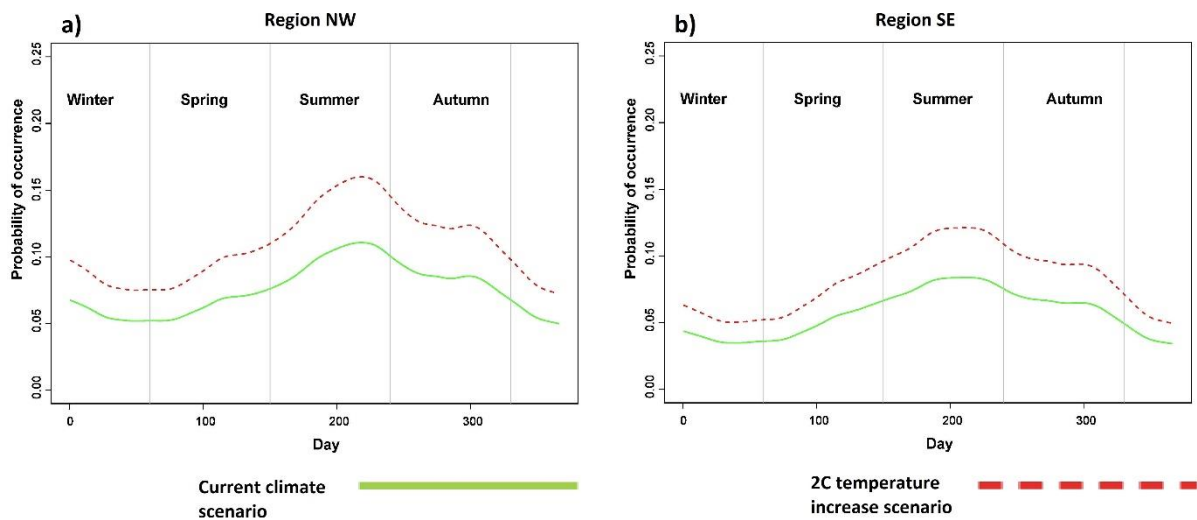 a)
Region NW
Probability of occurrence
0.00
0.05
0.10
0.15
0.20
0.25
Winter
Spring
Summer
Autumn
0
100
200
300
Day
b)
Region SE
Probability of occurrence
0.00
0.05
0.10
0.15
0.20
0.25
Winter
Spring
Summer
Autumn
0
100
200
300
Day
Current climate
scenario
2C temperature
increase scenario